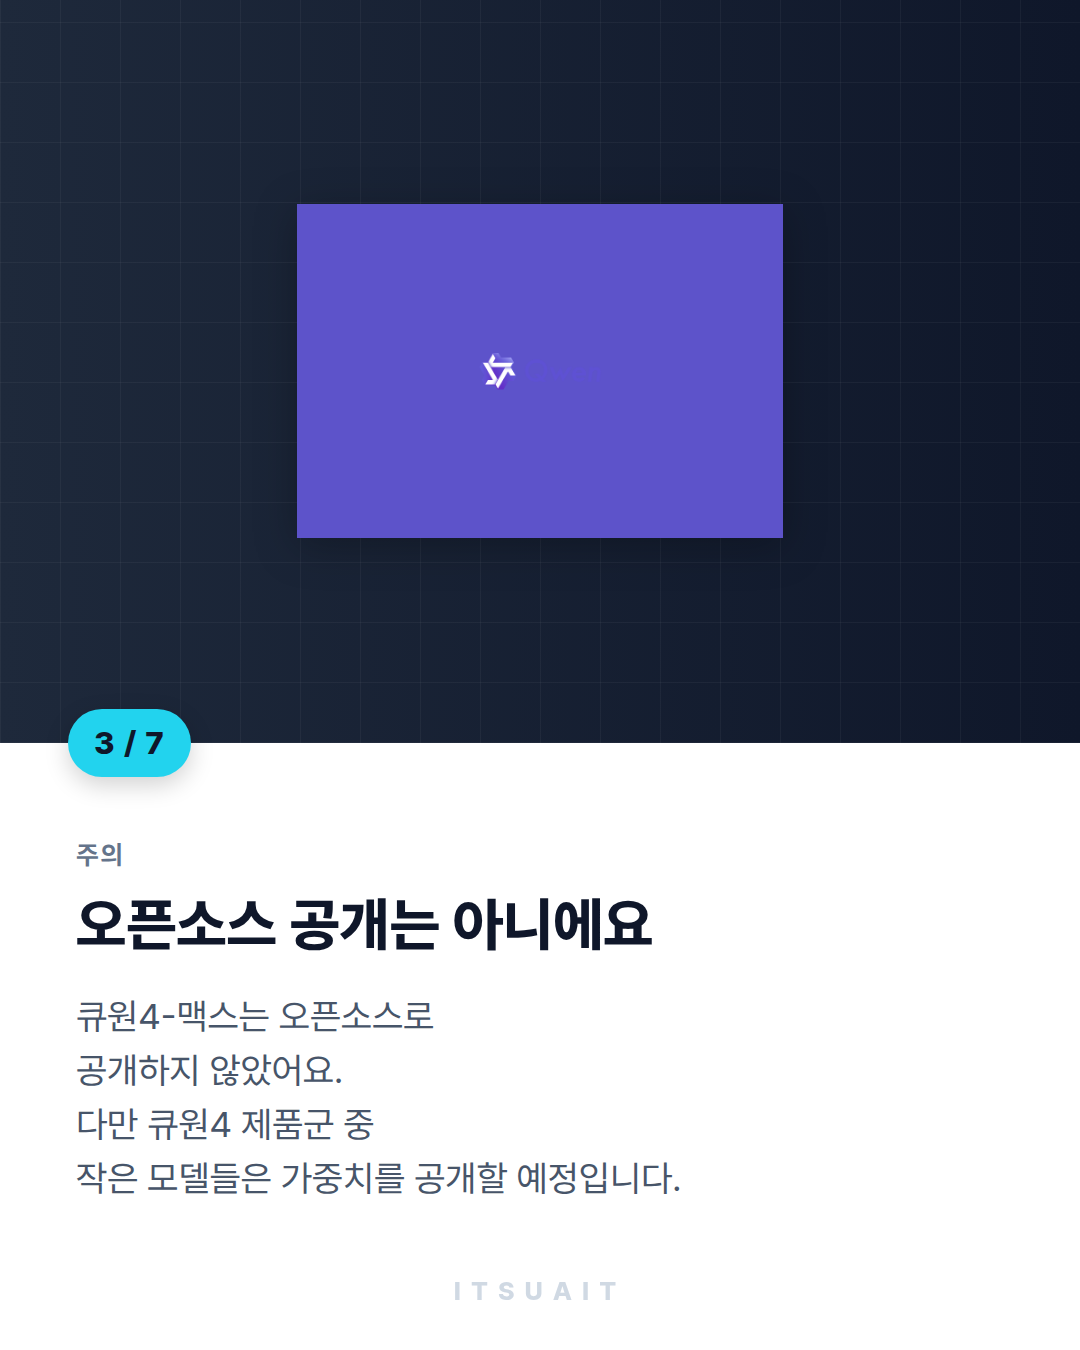 3 / 7
주의
오픈소스 공개는 아니에요
큐원4-맥스는 오픈소스로
공개하지 않았어요.
다만 큐원4 제품군 중
작은 모델들은 가중치를 공개할 예정입니다.
ITSUAIT